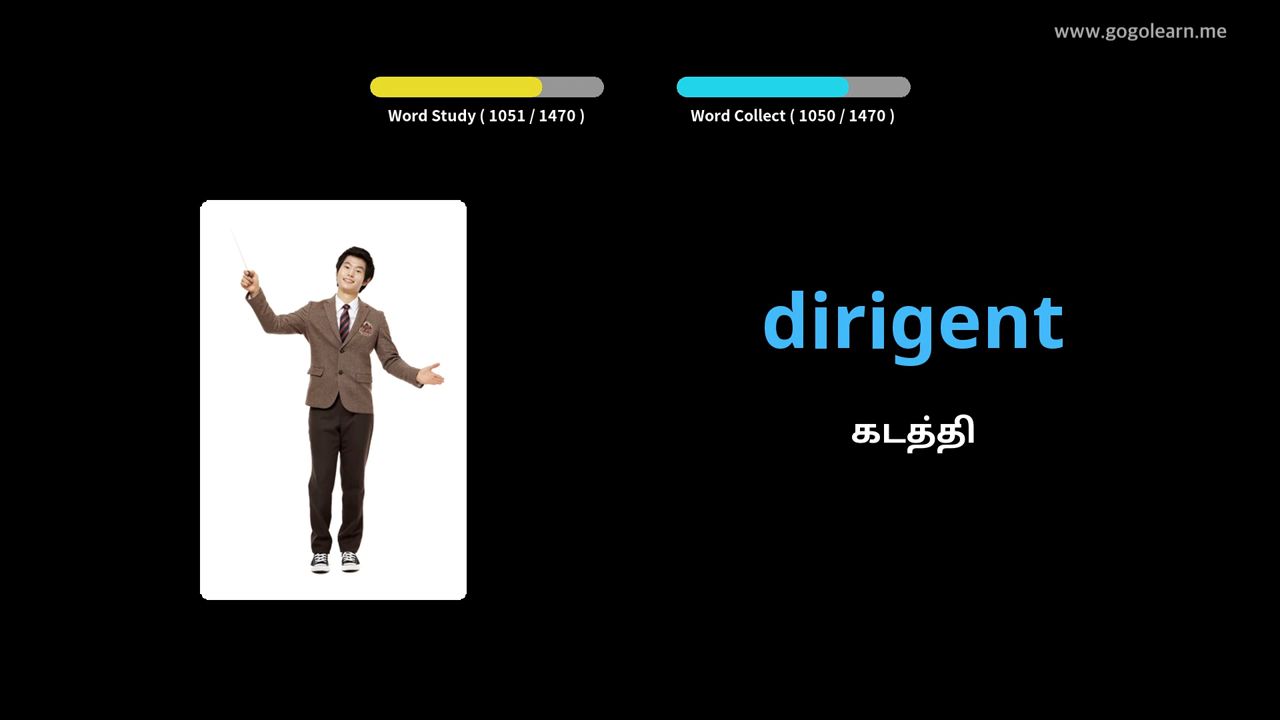 www.gogolearn.me
Word Study ( 1051 / 1470 )
Word Collect ( 1050 / 1470 )
dirigent
கடத்தி